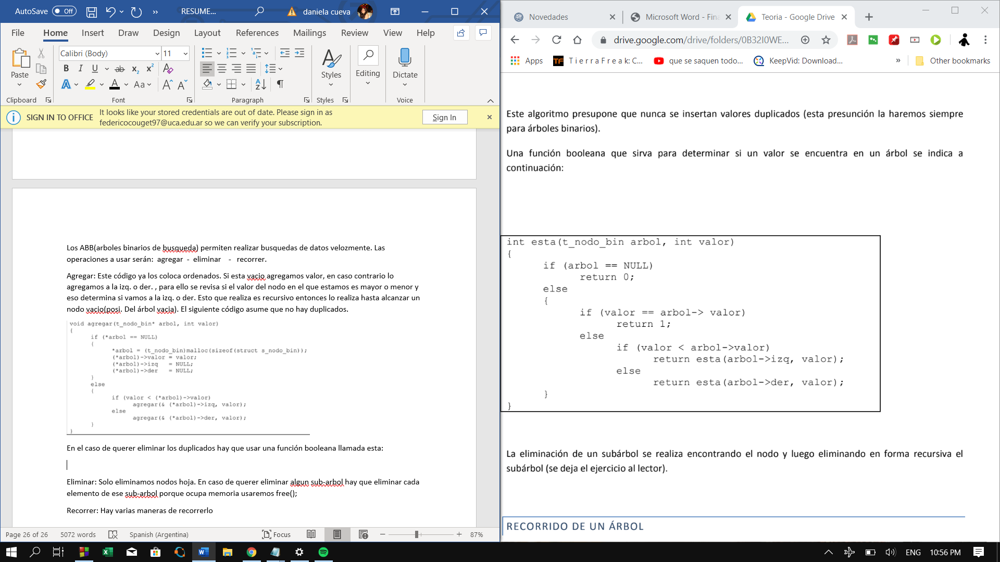 AutoSave Off RESUME... daniela cueva
File Home Insert Draw Design Layout References Mailings Review View Help
Paste
Calibri (Body) 11
Styles
Editing
Dictate
Clipboard Font Paragraph Styles Voice
SIGN IN TO OFFICE It looks like your stored credentials are out of date. Please sign in as
federicocouget97@uca.edu.ar so we can verify your subscription.
Sign In
Los ABB(arboles binarios de busqueda) permiten realizar busquedas de datos velozmente. Las
operaciones a usar serán: agregar - eliminar - recorrer.
Agregar: Este código ya los coloca ordenados. Si esta vacio agregamos valor, en caso contrario lo
agregamos a la izq. o der. , para ello se revisa si el valor del nodo en el que estamos es mayor o menor y
eso determina si vamos a la izq. o der. Esto que realiza es recursivo entonces lo realiza hasta alcanzar un
nodo vacio(posi. Del árbol vacia). El siguiente código asume que no hay duplicados.
void agregar(t_nodo_bin* arbol, int valor)
{
if (*arbol == NULL)
{
*arbol = (t_nodo_bin)malloc(sizeof(struct s_nodo_bin));
(*arbol)->valor = valor;
(*arbol)->izq = NULL;
(*arbol)->der = NULL;
}
else
{
if (valor < (*arbol)->valor)
agregar(& (*arbol)->izq, valor);
else
agregar(& (*arbol)->der, valor);
}
}
En el caso de querer eliminar los duplicados hay que usar una función booleana llamada esta:
Eliminar: Solo eliminamos nodos hoja. En caso de querer eliminar algun sub-arbol hay que eliminar cada
elemento de ese sub-arbol porque ocupa memoria usaremos free();
Recorrer: Hay varias maneras de recorrerlo
Page 26 of 26 5072 words Spanish (Argentina) Focus 87%
Novedades Microsoft Word - Fina Teoria - Google Drive
drive.google.com/drive/folders/0B32I0WE...
Apps TF T i e r r a F r e a k: C... que se saquen todo... KeepVid: Download... » Other bookmarks
Este algoritmo presupone que nunca se insertan valores duplicados (esta presunción la haremos siempre
para árboles binarios).
Una función booleana que sirva para determinar si un valor se encuentra en un árbol se indica a
continuación:
int esta(t_nodo_bin arbol, int valor)
{
if (arbol == NULL)
return 0;
else
{
if (valor == arbol-> valor)
return 1;
else
if (valor < arbol->valor)
return esta(arbol->izq, valor);
else
return esta(arbol->der, valor);
}
}
La eliminación de un subárbol se realiza encontrando el nodo y luego eliminando en forma recursiva el
subárbol (se deja el ejercicio al lector).
RECORRIDO DE UN ÁRBOL
ENG 10:56 PM